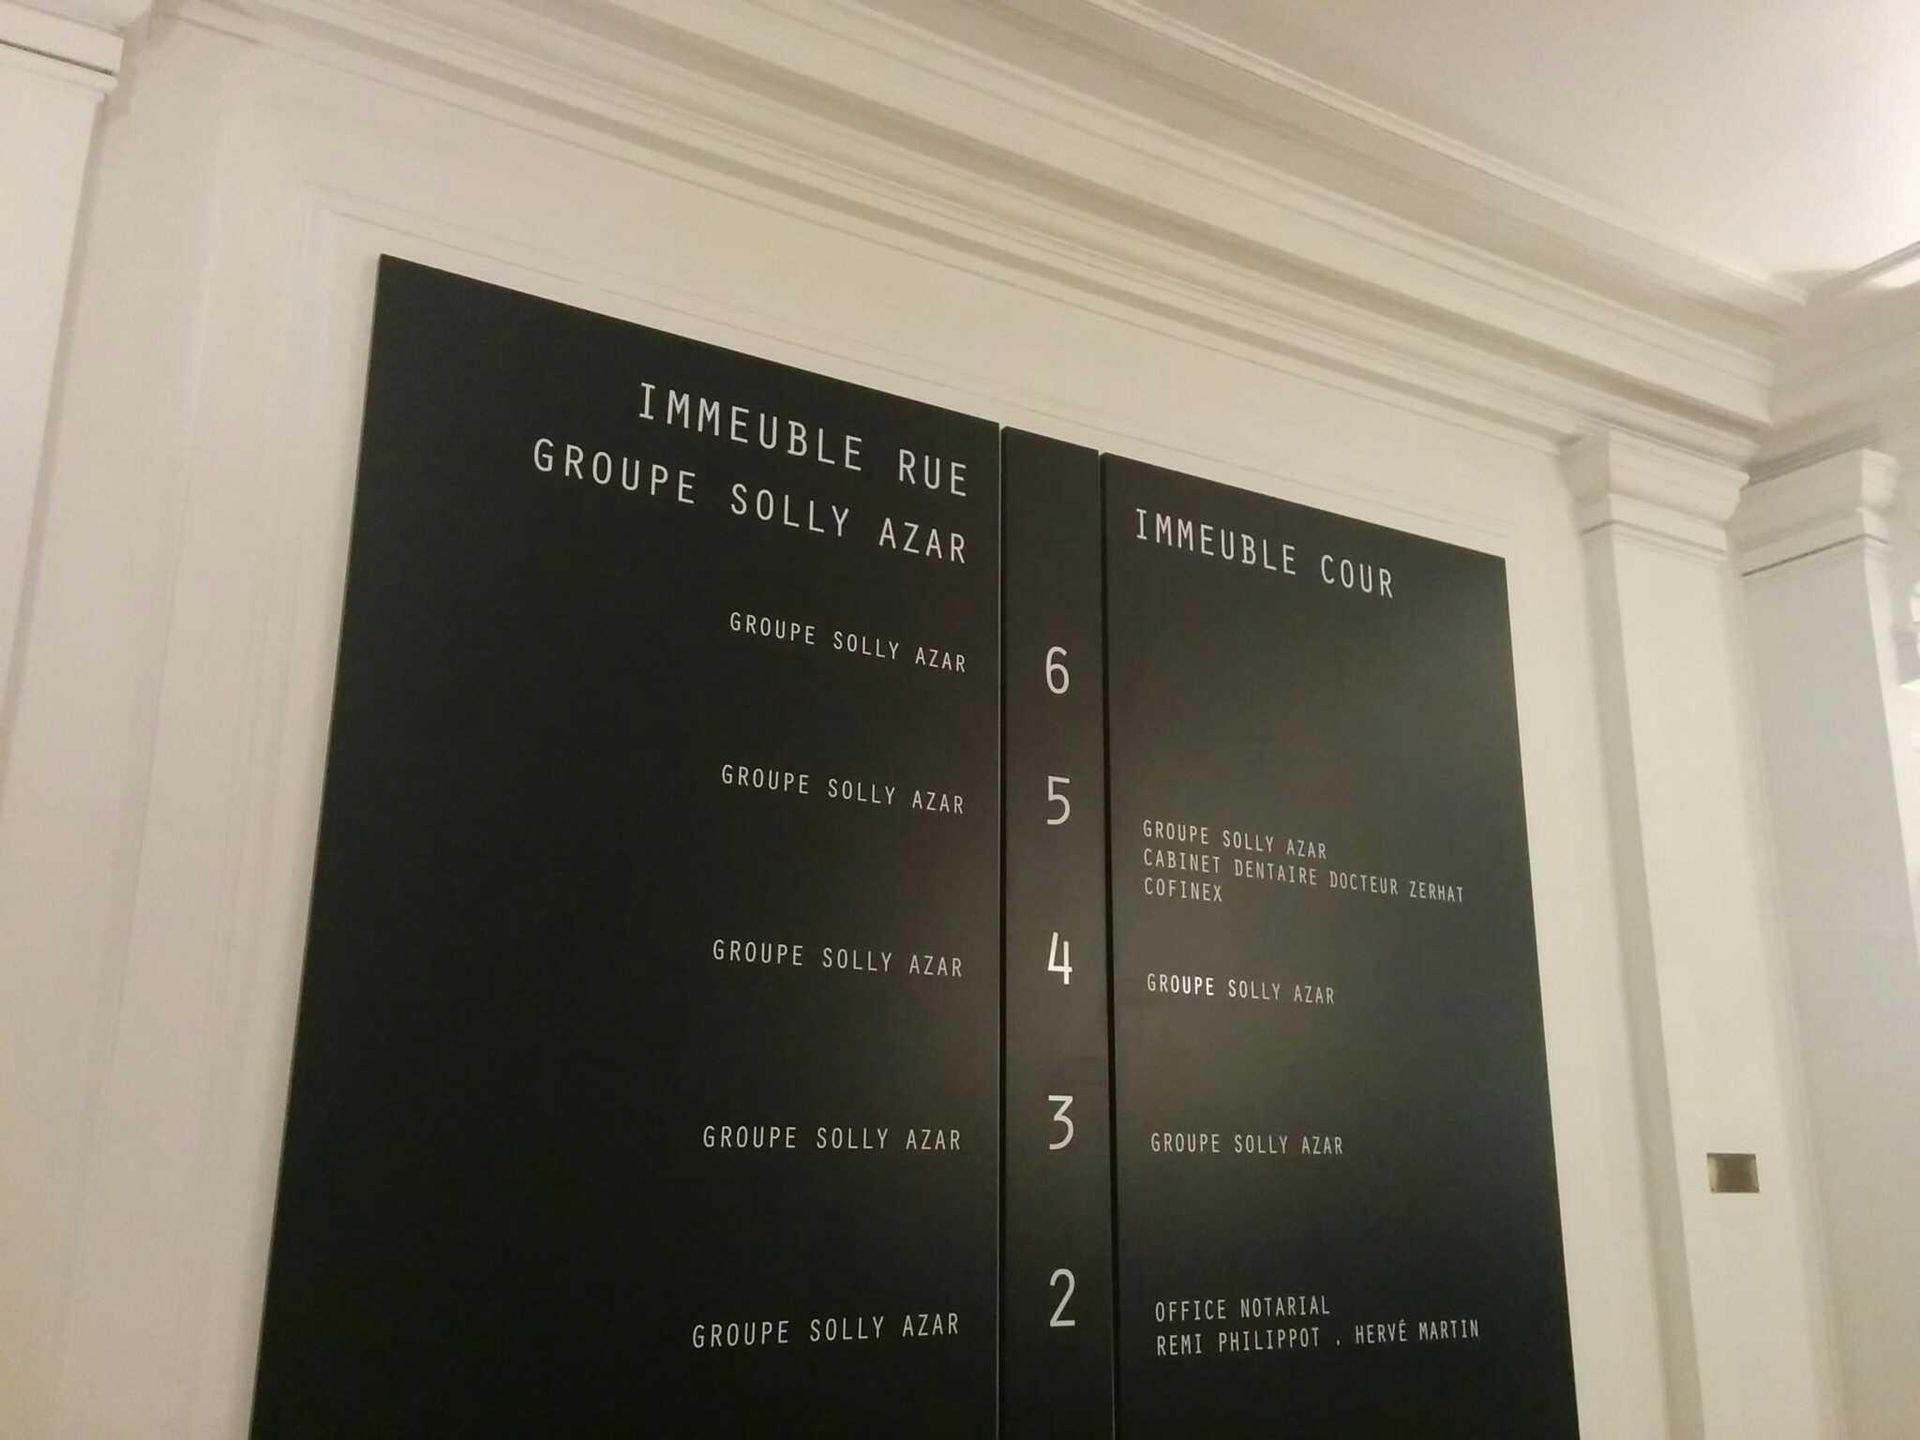 IMMEUBLE RUE
GROUPE SOLLY AZAR
IMMEUBLE COUR
GROUPE SOLLY AZAR
6
GROUPE SOLLY AZAR
5
GROUPE SOLLY AZAR
CABINET DENTAIRE DOCTEUR ZERHAT
COFINEX
GROUPE SOLLY AZAR
4
GROUPE SOLLY AZAR
GROUPE SOLLY AZAR
3
GROUPE SOLLY AZAR
GROUPE SOLLY AZAR
2
OFFICE NOTARIAL
REMI PHILIPPOT . HERVÉ MARTIN